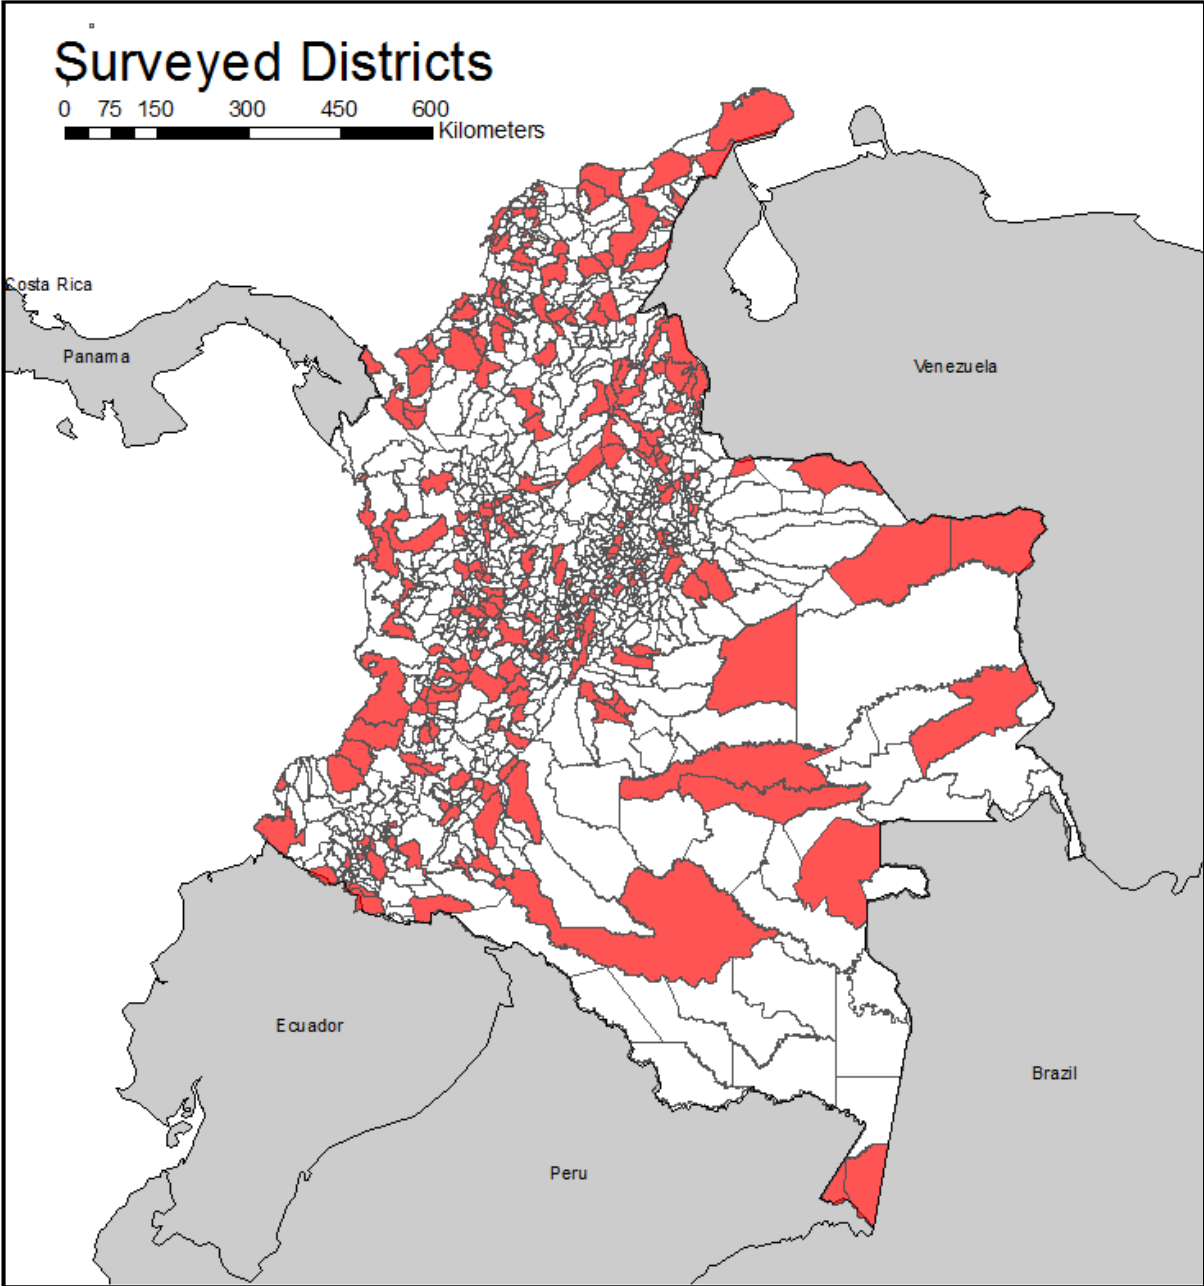 Surveyed Districts
0 75 150 300 450 600
Kilometers
Costa Rica
Panama
Venezuela
Ecuador
Brazil
Peru